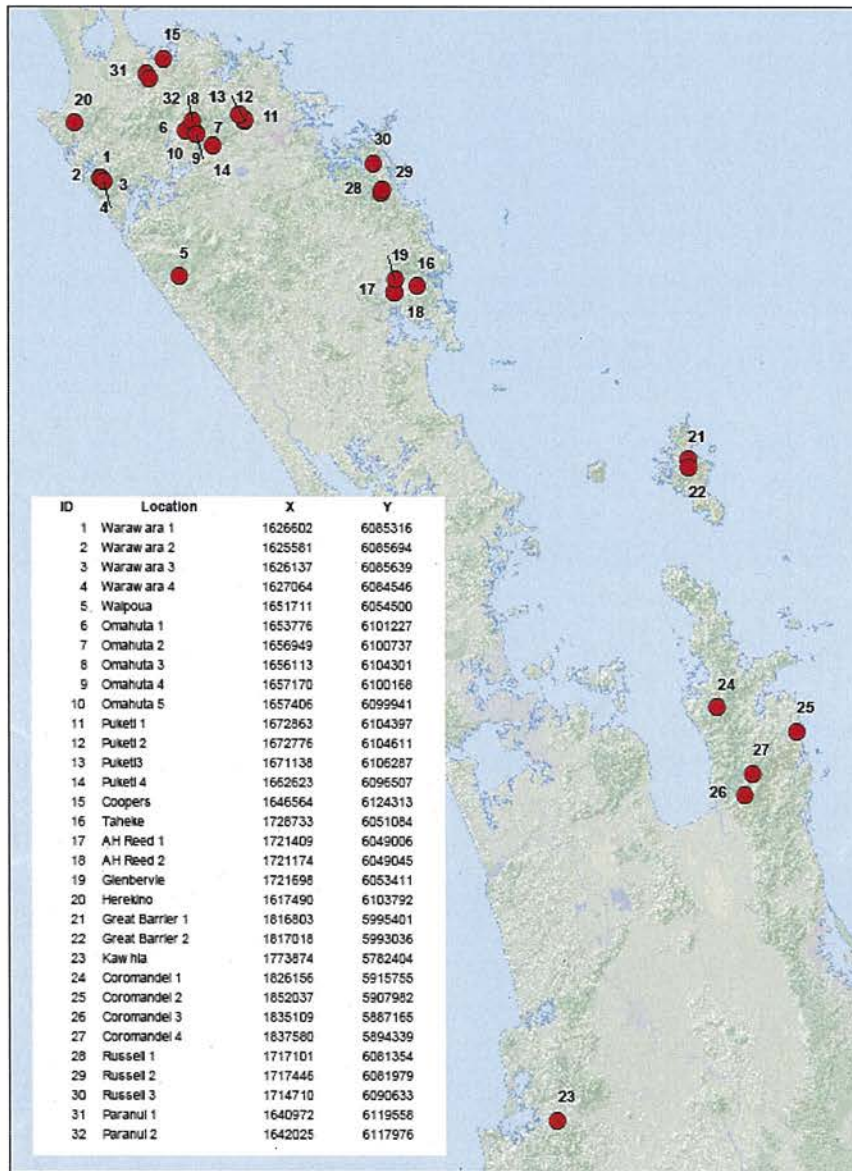 15
31
20
32
8
13
12
11
6
7
10
9
14
30
29
28
1
2
3
4
5
19
16
17
18
21
22
24
25
27
26
23
ID Location X Y
1 Waraw ara 1 1626602 6085316
2 Waraw ara 2 1625581 6085694
3 Waraw ara 3 1626137 6085639
4 Waraw ara 4 1627064 6084546
5 Waipoua 1651711 6054500
6 Omahuta 1 1653776 6101227
7 Omahuta 2 1656949 6100737
8 Omahuta 3 1656113 6104301
9 Omahuta 4 1657170 6100168
10 Omahuta 5 1657406 6099941
11 Puketi 1 1672863 6104397
12 Puketi 2 1672776 6104611
13 Puketi3 1671138 6106287
14 Puketi 4 1662623 6096507
15 Coopers 1646564 6124313
16 Taheke 1728733 6051084
17 AH Reed 1 1721409 6049006
18 AH Reed 2 1721174 6049045
19 Glenbervie 1721698 6053411
20 Herekino 1617490 6103792
21 Great Barrier 1 1816803 5995401
22 Great Barrier 2 1817018 5993036
23 Kaw hia 1773874 5782404
24 Coromandel 1 1826156 5915755
25 Coromandel 2 1852037 5907982
26 Coromandel 3 1835109 5887165
27 Coromandel 4 1837580 5894339
28 Russell 1 1717101 6081354
29 Russell 2 1717446 6081979
30 Russell 3 1714710 6090633
31 Paranui 1 1640972 6119558
32 Paranui 2 1642025 6117976